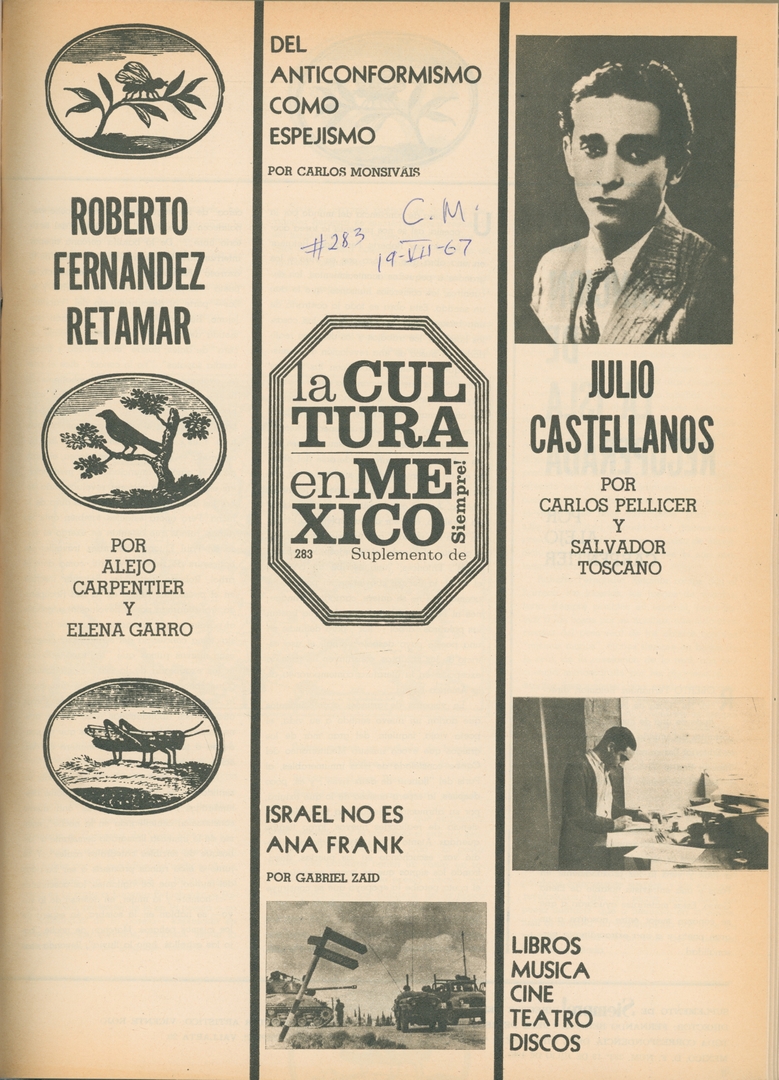 ROBERTO
FERNANDEZ
RETAMAR
POR
ALEJO
CARPENTIER
Y
ELENA GARRO
DEL
ANTICONFORMISMO
COMO
ESPEJISMO
POR CARLOS MONSIVAIS
C. M.
#283
19-VII-67
la CUL
TURA
en ME
XICO
Siempre!
283 Suplemento de
ISRAEL NO ES
ANA FRANK
POR GABRIEL ZAID
JULIO
CASTELLANOS
POR
CARLOS PELLICER
Y
SALVADOR
TOSCANO
LIBROS
MUSICA
CINE
TEATRO
DISCOS